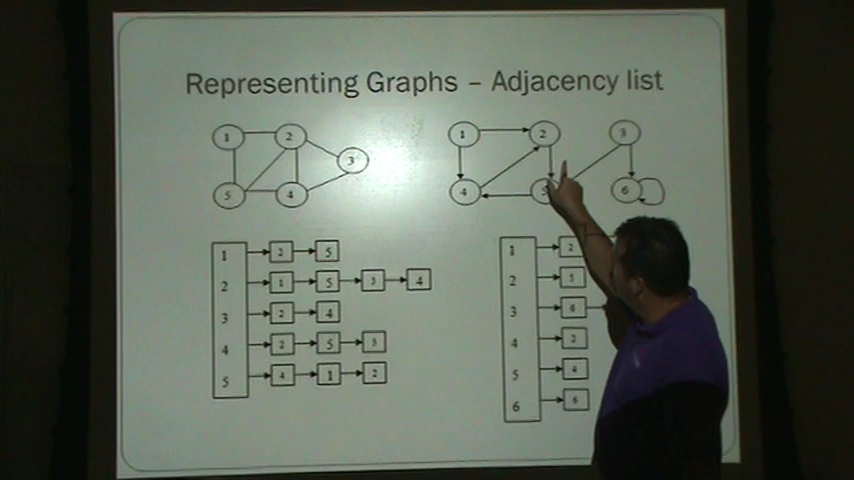 Representing Graphs – Adjacency list
1 2 3 5 4
1 2 3 4 5 6
1 2 5
2 1 5 3 4
3 2 4
4 2 5 3
5 4 1 2
1 2
2 5
3 6
4 2
5 4
6 6